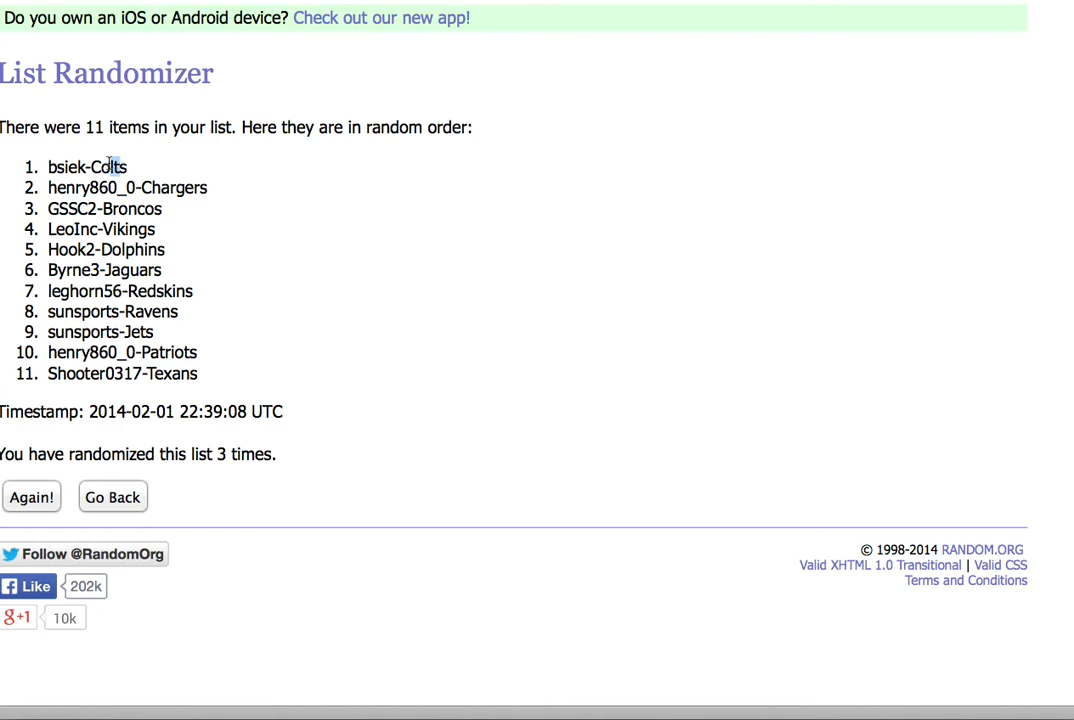 Do you own an iOS or Android device? Check out our new app!
List Randomizer
There were 11 items in your list. Here they are in random order:
1. bsiek-Colts
2. henry860_0-Chargers
3. GSSC2-Broncos
4. LeoInc-Vikings
5. Hook2-Dolphins
6. Byrne3-Jaguars
7. leghorn56-Redskins
8. sunsports-Ravens
9. sunsports-Jets
10. henry860_0-Patriots
11. Shooter0317-Texans
Timestamp: 2014-02-01 22:39:08 UTC
You have randomized this list 3 times.
Again! Go Back
Follow @RandomOrg
Like 202k
g+1 10k
© 1998-2014 RANDOM.ORG
Valid XHTML 1.0 Transitional | Valid CSS
Terms and Conditions